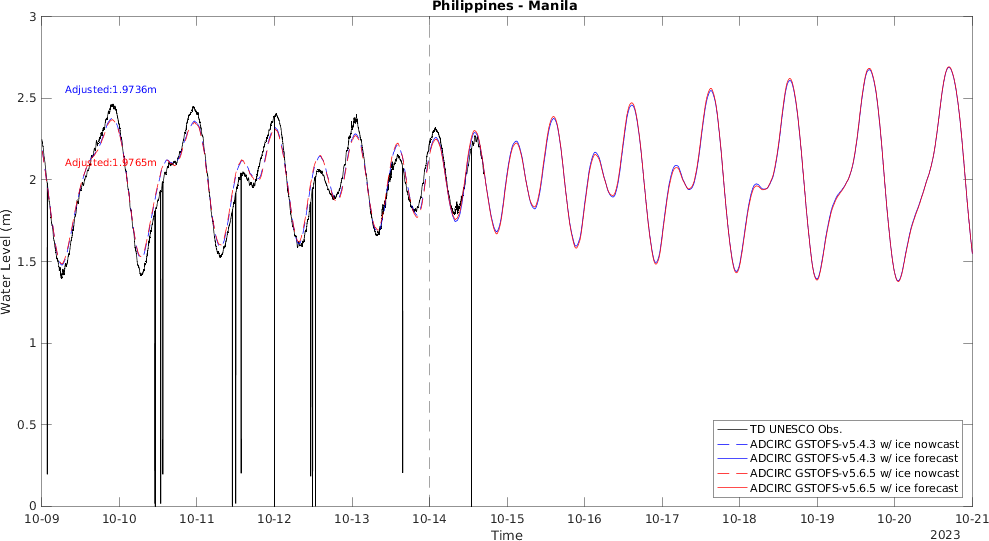 Philippines - Manila
3
2.5
2
1.5
1
0.5
0
Water Level (m)
Adjusted:1.9736m
Adjusted:1.9765m
TD UNESCO Obs.
ADCIRC GSTOFS-v5.4.3 w/ ice nowcast
ADCIRC GSTOFS-v5.4.3 w/ ice forecast
ADCIRC GSTOFS-v5.6.5 w/ ice nowcast
ADCIRC GSTOFS-v5.6.5 w/ ice forecast
10-09 10-10 10-11 10-12 10-13 10-14 10-15 10-16 10-17 10-18 10-19 10-20 10-21
Time
2023